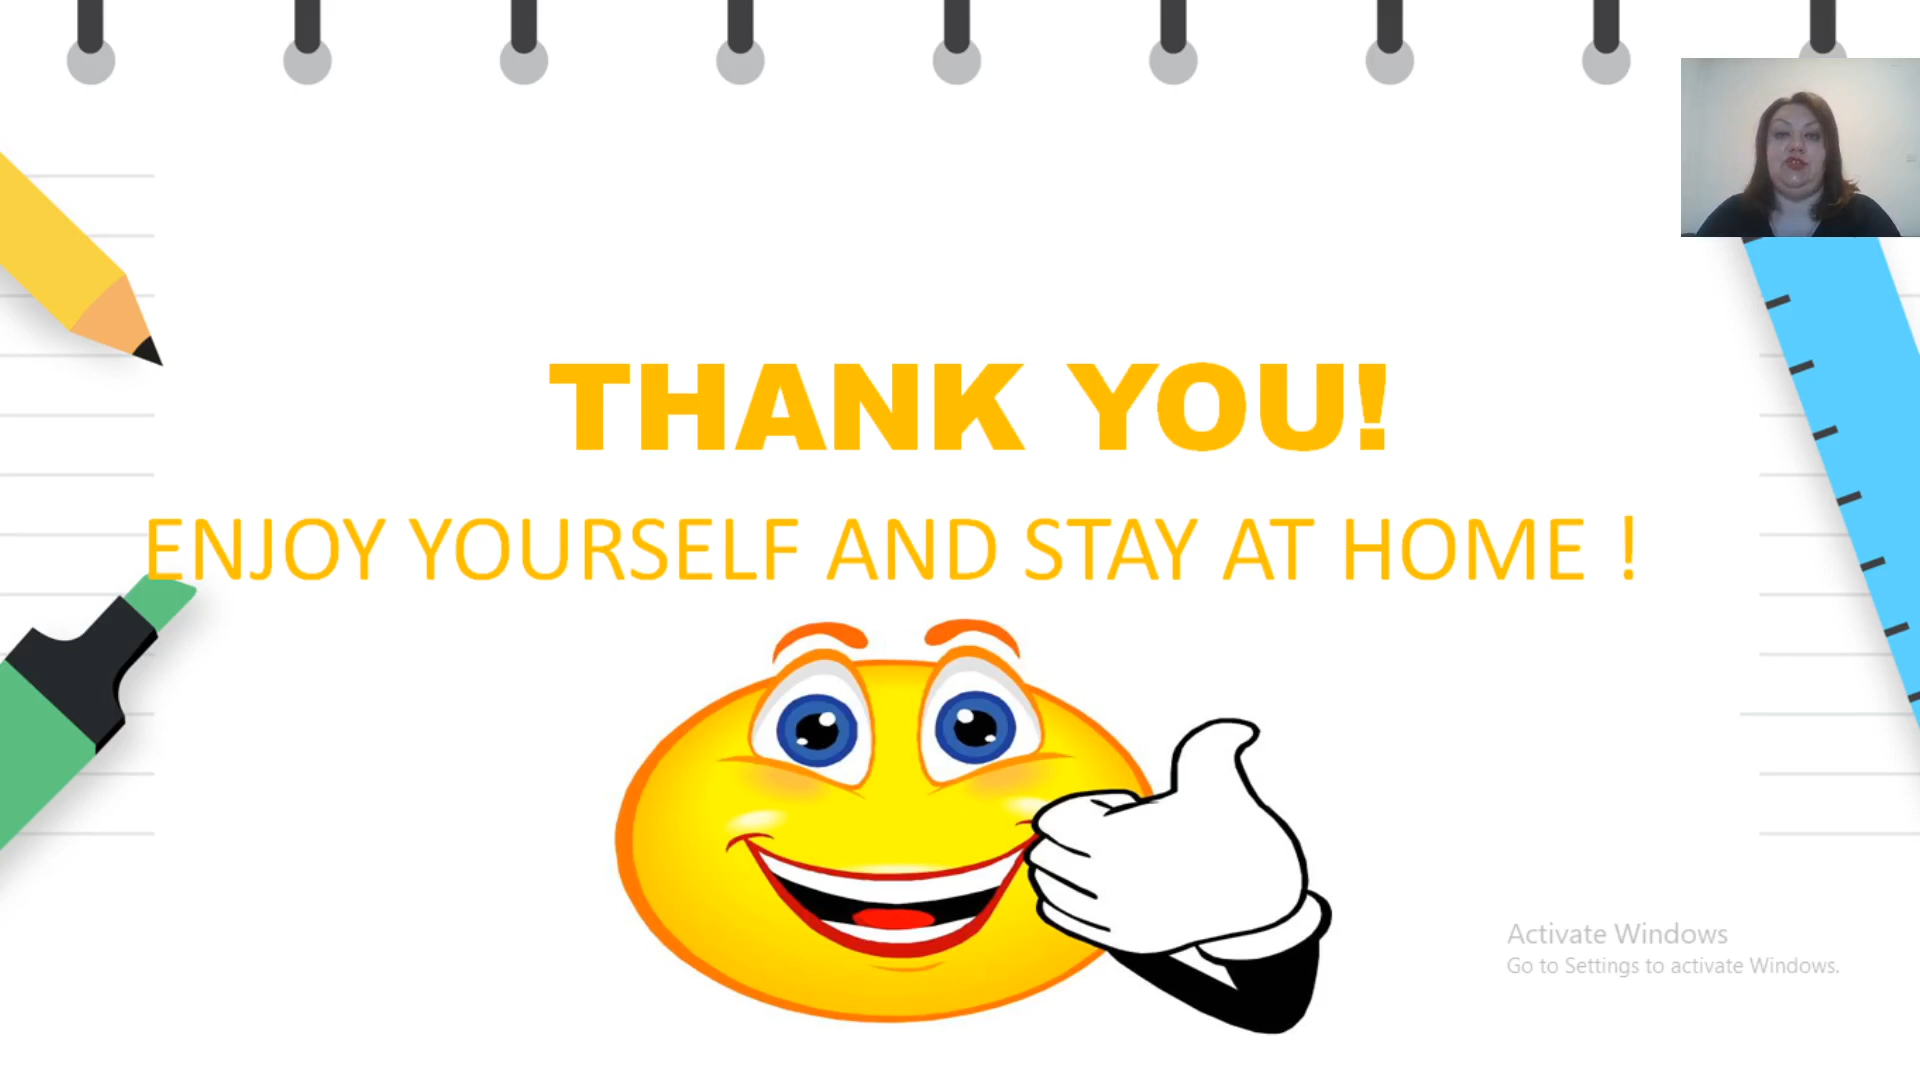 THANK YOU!
ENJOY YOURSELF AND STAY AT HOME !
Activate Windows
Go to Settings to activate Windows.